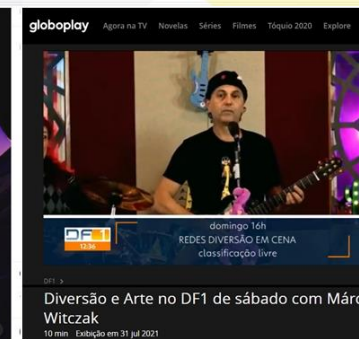 globoplay Agora na TV Novelas Séries Filmes Tóquio 2020 Explore
DF1
12:36
domingo 16h
REDES DIVERSÃO EM CENA
classificação livre
DF1 >
Diversão e Arte no DF1 de sábado com Márc
Witczak
10 min Exibição em 31 jul 2021